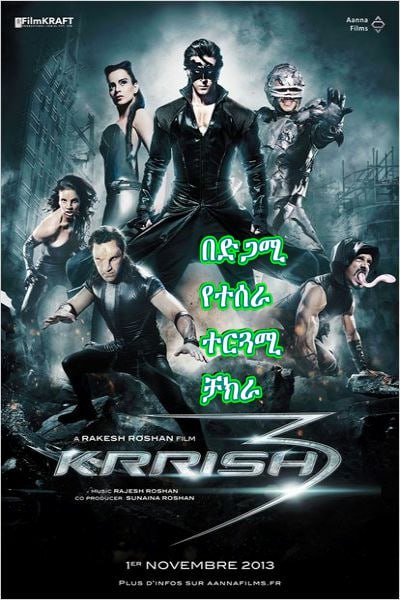 FilmKRAFT
Aanna
Films
በድጋሚ
የተሰራ
ተርጓሚ
ቻክራ
A RAKESH ROSHAN FILM
KRRISH 3
MUSIC RAJESH ROSHAN
CO PRODUCER SUNAINA ROSHAN
1ER NOVEMBRE 2013
PLUS D'INFOS SUR AANNAFILMS.FR